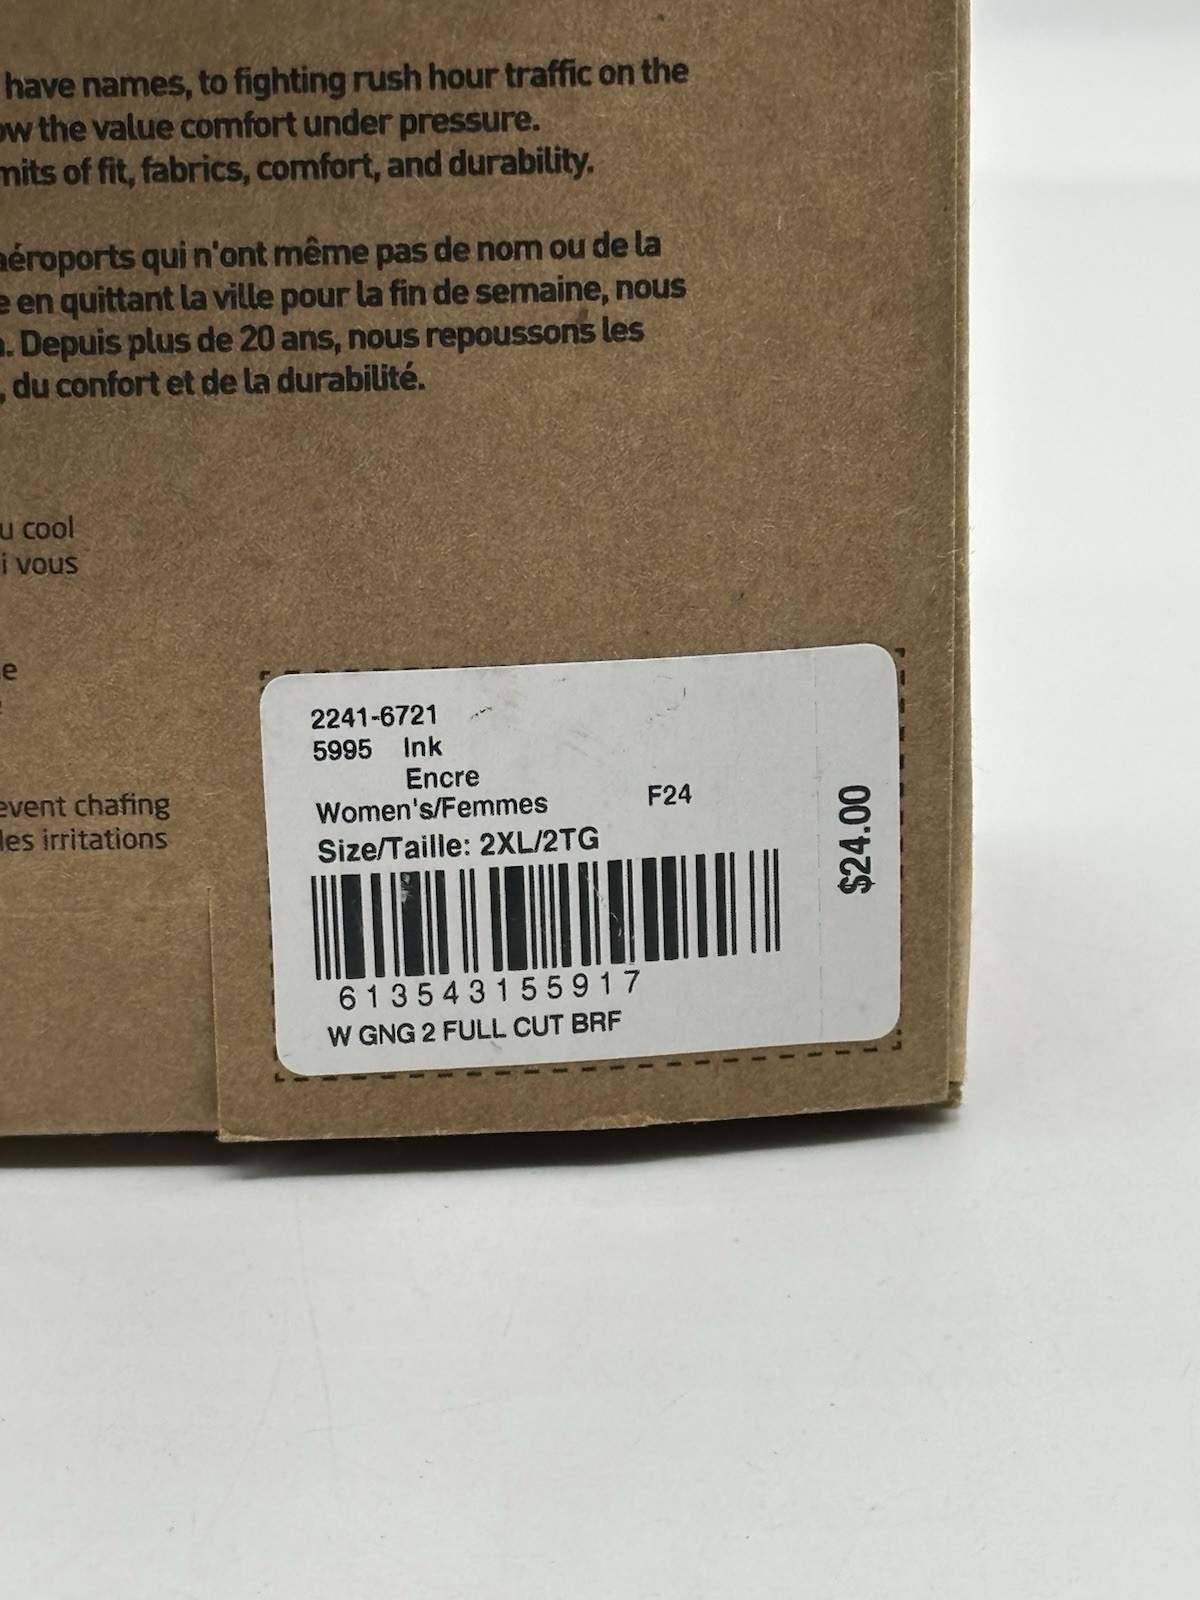 have names, to fighting rush hour traffic on the
the value comfort under pressure.
of fit, fabrics, comfort, and durability.
aéroports qui n'ont même pas de nom ou de la
en quittant la ville pour la fin de semaine, nous
Depuis plus de 20 ans, nous repoussons les
, du confort et de la durabilité.
cool
vous
chafing
irritations
2241-6721
5995 Ink
Encre
Women's/Femmes F24
Size/Taille: 2XL/2TG
$24.00
613543155917
W GNG 2 FULL CUT BRF